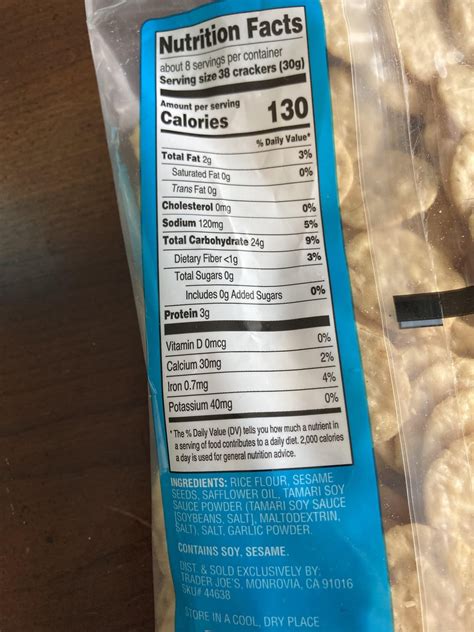 Nutrition Facts
about 8 servings per container
Serving size 38 crackers (30g)
Amount per serving
Calories 130
% Daily Value*
Total Fat 2g 3%
Saturated Fat 0g 0%
Trans Fat 0g
Cholesterol 0mg 0%
Sodium 120mg 5%
Total Carbohydrate 24g 9%
Dietary Fiber <1g 3%
Total Sugars 0g
Includes 0g Added Sugars 0%
Protein 3g
Vitamin D 0mcg 0%
Calcium 30mg 2%
Iron 0.7mg 4%
Potassium 40mg 0%
*The % Daily Value (DV) tells you how much a nutrient in
a serving of food contributes to a daily diet. 2,000 calories
a day is used for general nutrition advice.
INGREDIENTS: RICE FLOUR, SESAME
SEEDS, SAFFLOWER OIL, TAMARI SOY
SAUCE POWDER (TAMARI SOY SAUCE
[SOYBEANS, SALT], MALTODEXTRIN,
SALT), SALT, GARLIC POWDER.
CONTAINS SOY, SESAME.
DIST. & SOLD EXCLUSIVELY BY:
TRADER JOE'S, MONROVIA, CA 91016
SKU# 44638
STORE IN A COOL, DRY PLACE